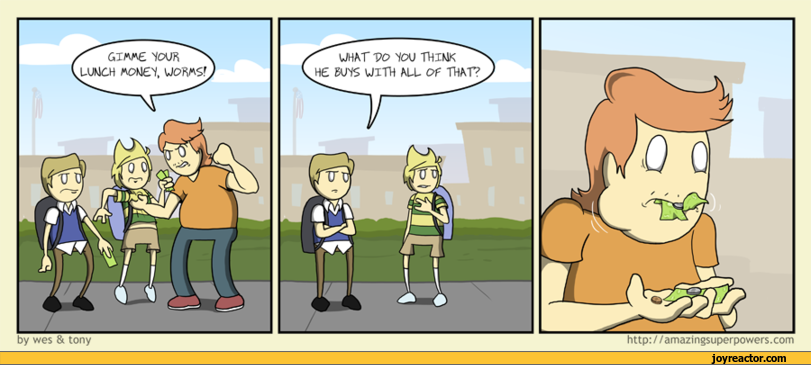 GIMME YOUR
LUNCH MONEY, WORMS!
WHAT DO YOU THINK
HE BUYS WITH ALL OF THAT?
by wes & tony
http://amazingsuperpowers.com
joyreactor.com